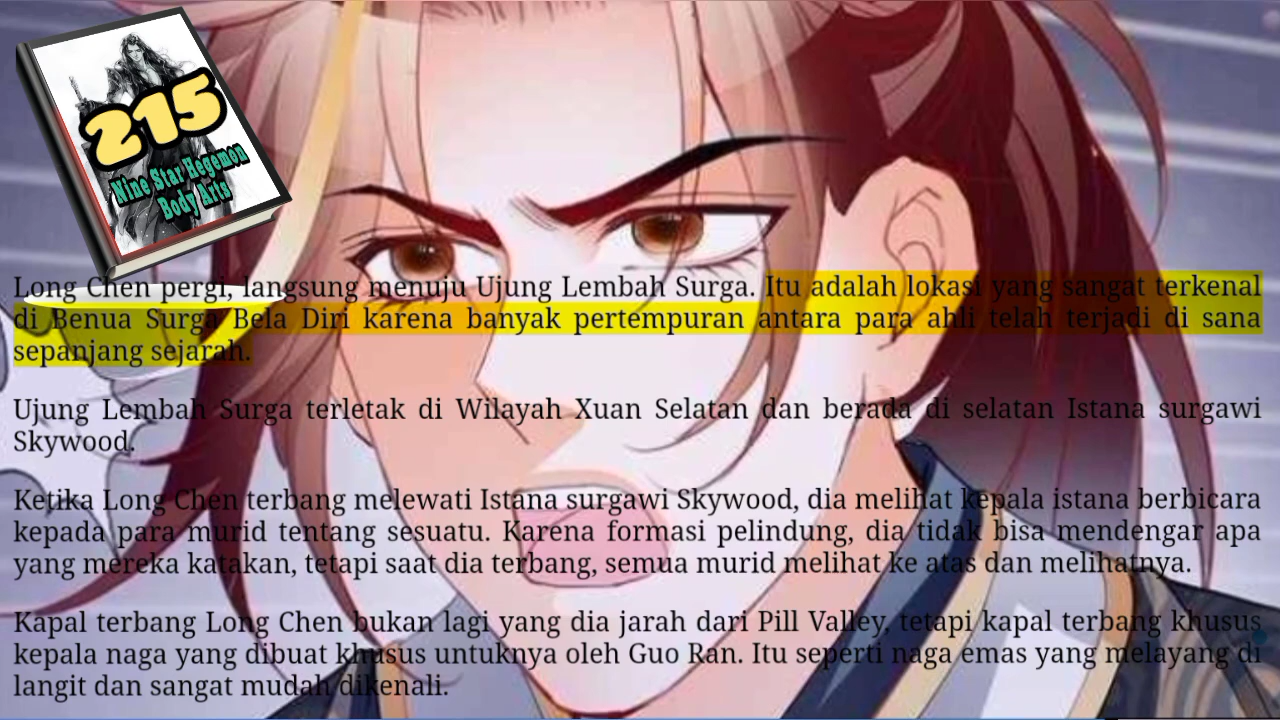 215
Nine Star Hegemon
Body Arts
Long Chen pergi, langsung menuju Ujung Lembah Surga. Itu adalah lokasi yang sangat terkenal
di Benua Surga Bela Diri karena banyak pertempuran antara para ahli telah terjadi di sana
sepanjang sejarah.
Ujung Lembah Surga terletak di Wilayah Xuan Selatan dan berada di selatan Istana surgawi
Skywood.
Ketika Long Chen terbang melewati Istana surgawi Skywood, dia melihat kepala istana berbicara
kepada para murid tentang sesuatu. Karena formasi pelindung, dia tidak bisa mendengar apa
yang mereka katakan, tetapi saat dia terbang, semua murid melihat ke atas dan melihatnya.
Kapal terbang Long Chen bukan lagi yang dia jarah dari Pill Valley, tetapi kapal terbang khusus
kepala naga yang dibuat khusus untuknya oleh Guo Ran. Itu seperti naga emas yang melayang di
langit dan sangat mudah dikenali.